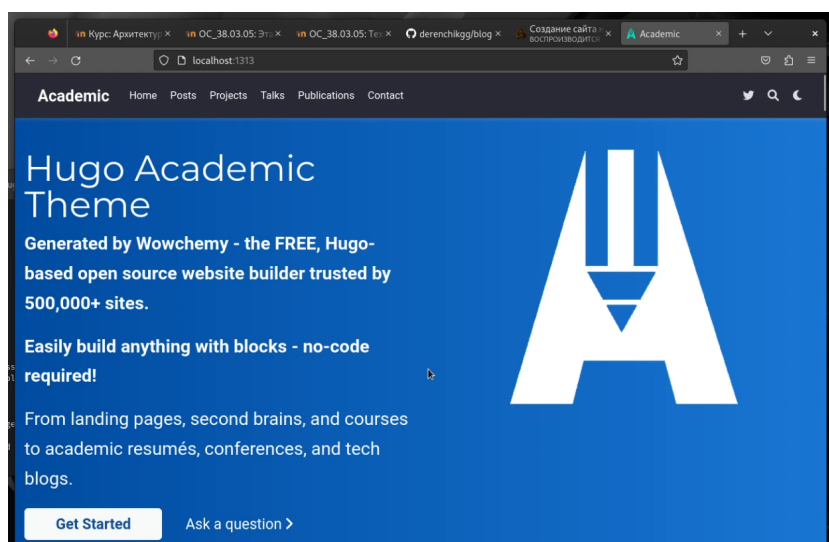 Курс: Архитектур
ОС_38.03.05: Эта
ОС_38.03.05: Тех
derenchikgg/blog
Создание сайта н
ВОСПРОИЗВОДИТСЯ
Academic
localhost:1313
Academic Home Posts Projects Talks Publications Contact
Hugo Academic
Theme
Generated by Wowchemy - the FREE, Hugo-
based open source website builder trusted by
500,000+ sites.
Easily build anything with blocks - no-code
required!
From landing pages, second brains, and courses
to academic resumés, conferences, and tech
blogs.
Get Started Ask a question